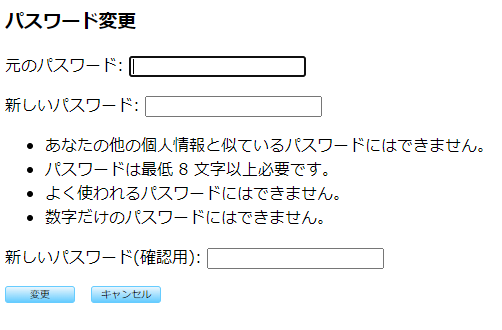 パスワード変更
元のパスワード:
新しいパスワード:
• あなたの他の個人情報と似ているパスワードにはできません。
• パスワードは最低 8 文字以上必要です。
• よく使われるパスワードにはできません。
• 数字だけのパスワードにはできません。
新しいパスワード(確認用):
変更 キャンセル